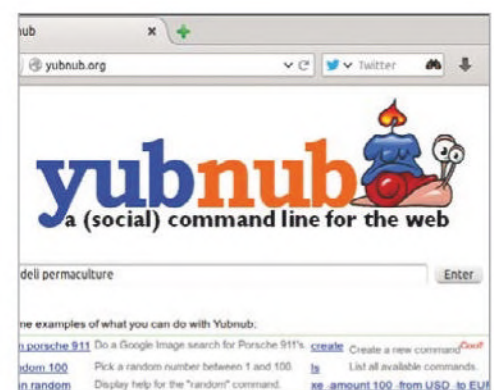 ub
yubnub.org Twitter
yubnub
a (social) command line for the web
deli permaculture Enter
ne examples of what you can do with Yubnub:
n porsche 911 Do a Google Image search for Porsche 911's. create Create a new command Cool!
dom 100 Pick a random number between 1 and 100. ls List all available commands.
n random Display help for the "random" command. xe -amount 100 -from USD -to EU